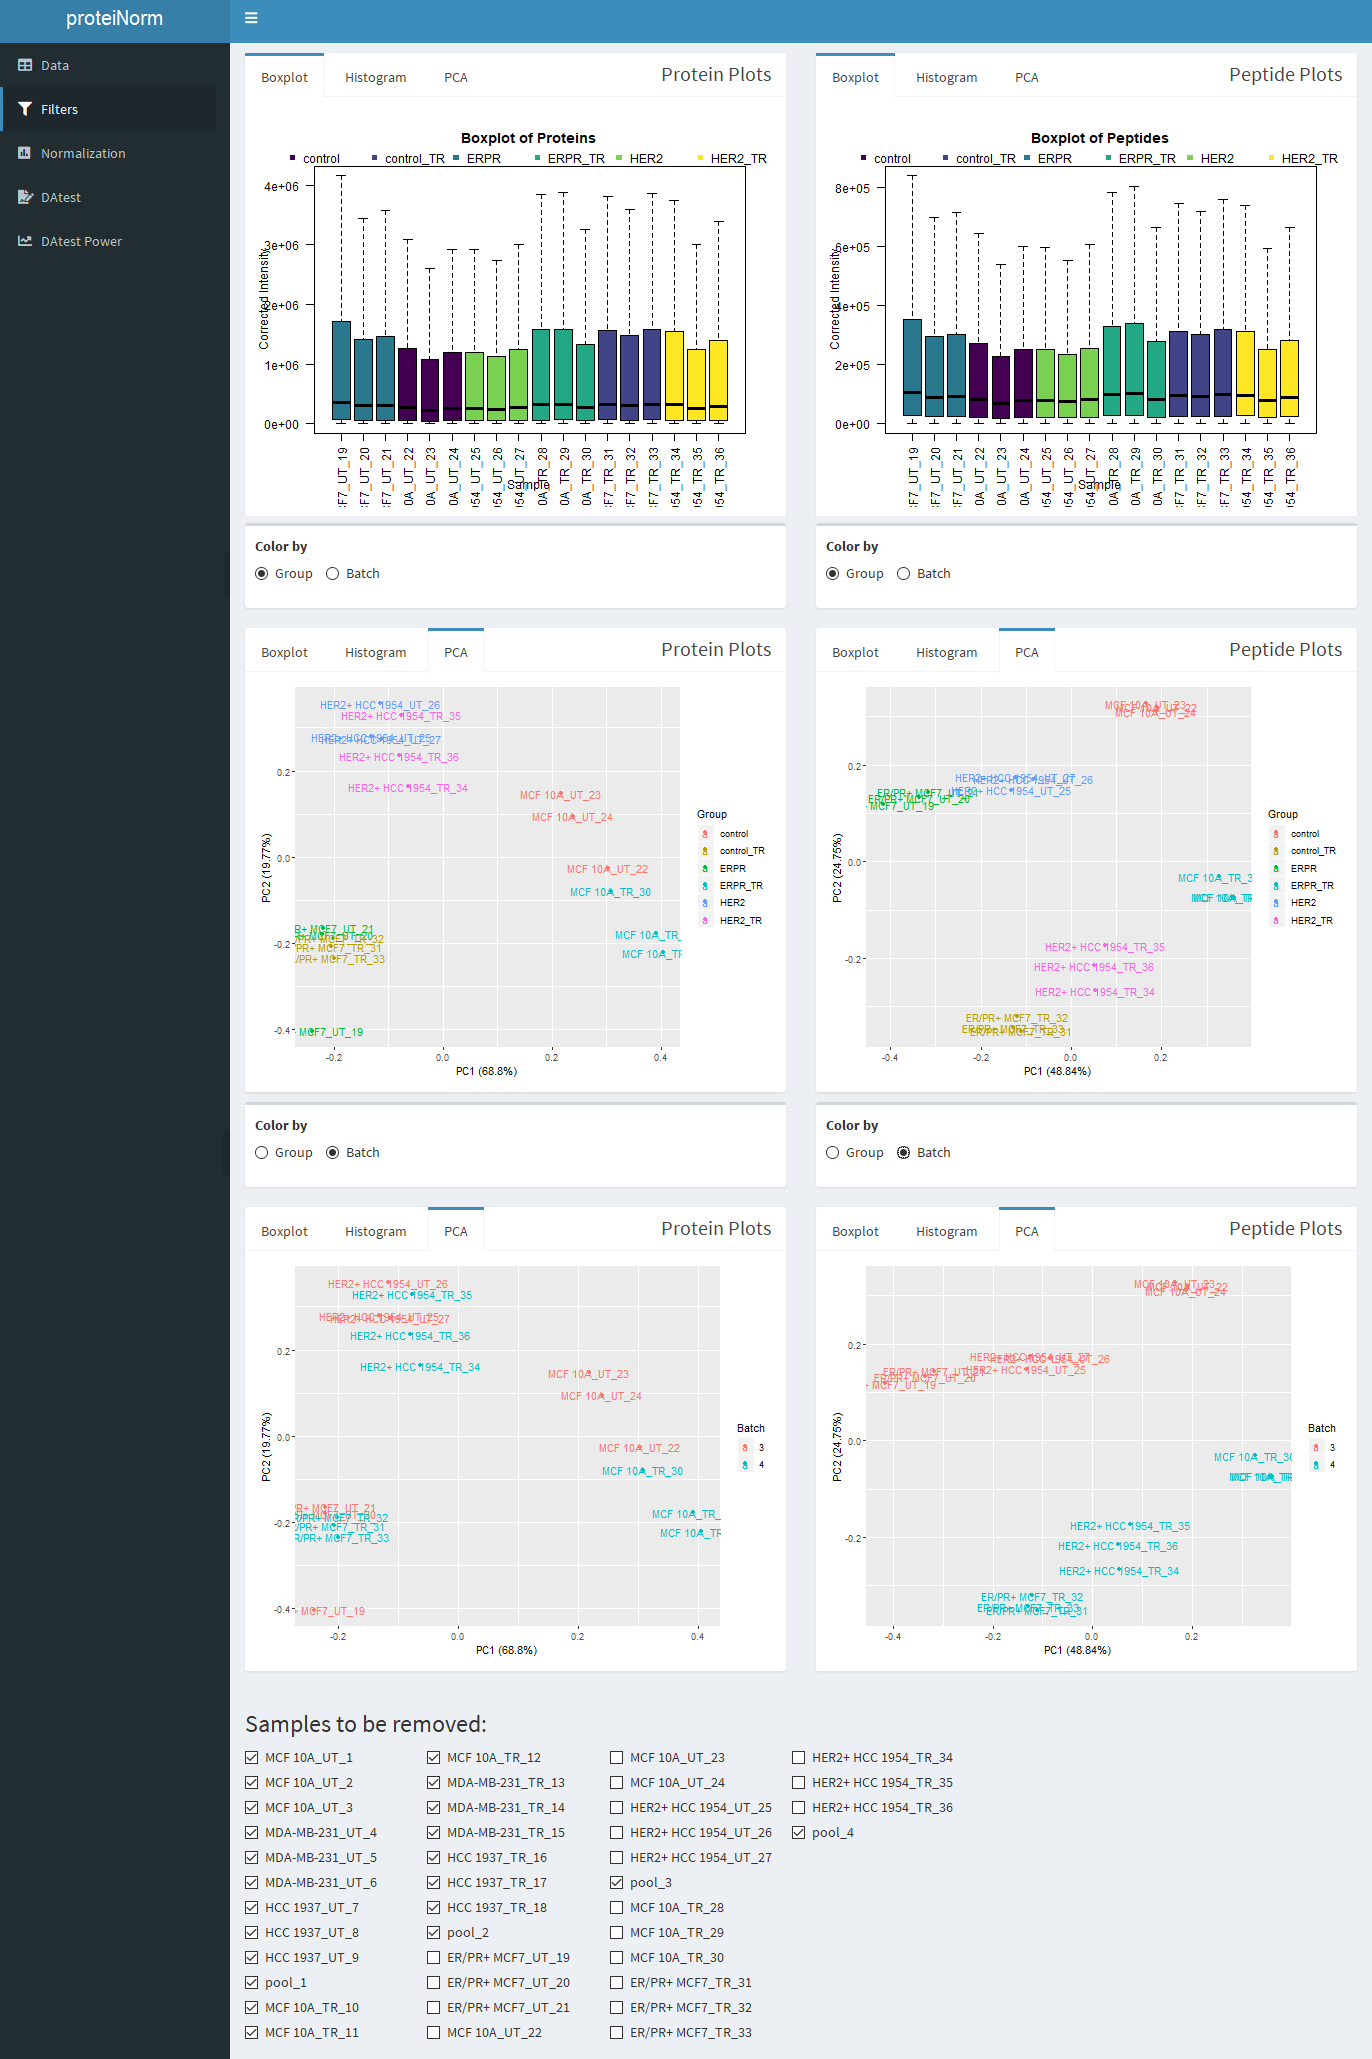 proteiNorm
Data
Filters
Normalization
DAtest
DAtest Power
Boxplot Histogram PCA Protein Plots
Boxplot of Proteins
control control_TR ERPR ERPR_TR HER2 HER2_TR
4e+06
3e+06
2e+06
1e+06
0e+00
Corrected Intensity
:F7_UT_19
:F7_UT_20
:F7_UT_21
0A_UT_22
0A_UT_23
0A_UT_24
954_UT_25
954_UT_26
954_UT_27
0A_TR_28
0A_TR_29
0A_TR_30
:F7_TR_31
:F7_TR_32
:F7_TR_33
954_TR_34
954_TR_35
954_TR_36
Sample
Color by
Group Batch
Boxplot Histogram PCA Peptide Plots
Boxplot of Peptides
control control_TR ERPR ERPR_TR HER2 HER2_TR
8e+05
6e+05
4e+05
2e+05
0e+00
Corrected Intensity
:F7_UT_19
:F7_UT_20
:F7_UT_21
0A_UT_22
0A_UT_23
0A_UT_24
954_UT_25
954_UT_26
954_UT_27
0A_TR_28
0A_TR_29
0A_TR_30
:F7_TR_31
:F7_TR_32
:F7_TR_33
954_TR_34
954_TR_35
954_TR_36
Sample
Color by
Group Batch
Boxplot Histogram PCA Protein Plots
HER2+ HCC 1954_UT_26
HER2+ HCC 1954_TR_35
HER2+ HCC 1954_UT_25
HER2+ HCC 1954_UT_27
HER2+ HCC 1954_TR_36
HER2+ HCC 1954_TR_34
MCF 10A_UT_23
MCF 10A_UT_24
MCF 10A_UT_22
MCF 10A_TR_30
R+ MCF7_UT_21
MCF7_UT_20
/PR+ MCF7_TR_32
/PR+ MCF7_TR_31
/PR+ MCF7_TR_33
MCF 10A_TR_
MCF 10A_TR
MCF7_UT_19
0.2
0.0
-0.2
-0.4
PC2 (19.77%)
-0.2 0.0 0.2 0.4
PC1 (68.8%)
Group
control
control_TR
ERPR
ERPR_TR
HER2
HER2_TR
Color by
Group Batch
Boxplot Histogram PCA Peptide Plots
MCF 10A_UT_23
MCF 10A_UT_22
MCF 10A_UT_24
HER2+ HCC 1954_UT_27
HER2+ HCC 1954_UT_26
HER2+ HCC 1954_UT_25
ER/PR+ MCF7_UT_21
ER/PR+ MCF7_UT_20
MCF7_UT_19
MCF 10A_TR_3
MCF 10A_TR
HER2+ HCC 1954_TR_35
HER2+ HCC 1954_TR_36
HER2+ HCC 1954_TR_34
ER/PR+ MCF7_TR_32
ER/PR+ MCF7_TR_33
ER/PR+ MCF7_TR_31
0.2
0.0
-0.2
PC2 (24.75%)
-0.4 -0.2 0.0 0.2
PC1 (48.84%)
Group
control
control_TR
ERPR
ERPR_TR
HER2
HER2_TR
Color by
Group Batch
Boxplot Histogram PCA Protein Plots
HER2+ HCC 1954_UT_26
HER2+ HCC 1954_TR_35
HER2+ HCC 1954_UT_25
HER2+ HCC 1954_UT_27
HER2+ HCC 1954_TR_36
HER2+ HCC 1954_TR_34
MCF 10A_UT_23
MCF 10A_UT_24
MCF 10A_UT_22
MCF 10A_TR_30
R+ MCF7_UT_21
MCF7_UT_20
/PR+ MCF7_TR_32
/PR+ MCF7_TR_31
R/PR+ MCF7_TR_33
MCF 10A_TR_
MCF 10A_TR
MCF7_UT_19
0.2
0.0
-0.2
-0.4
PC2 (19.77%)
-0.2 0.0 0.2 0.4
PC1 (68.8%)
Batch
3
4
Boxplot Histogram PCA Peptide Plots
MCF 10A_UT_23
MCF 10A_UT_22
MCF 10A_UT_24
HER2+ HCC 1954_UT_27
HER2+ HCC 1954_UT_26
HER2+ HCC 1954_UT_25
ER/PR+ MCF7_UT_21
ER/PR+ MCF7_UT_20
+ MCF7_UT_19
MCF 10A_TR_30
MCF 10A_TR
HER2+ HCC 1954_TR_35
HER2+ HCC 1954_TR_36
HER2+ HCC 1954_TR_34
ER/PR+ MCF7_TR_32
ER/PR+ MCF7_TR_33
ER/PR+ MCF7_TR_31
0.2
0.0
-0.2
PC2 (24.75%)
-0.4 -0.2 0.0 0.2
PC1 (48.84%)
Batch
3
4
Samples to be removed:
MCF 10A_UT_1
MCF 10A_UT_2
MCF 10A_UT_3
MDA-MB-231_UT_4
MDA-MB-231_UT_5
MDA-MB-231_UT_6
HCC 1937_UT_7
HCC 1937_UT_8
HCC 1937_UT_9
pool_1
MCF 10A_TR_10
MCF 10A_TR_11
MCF 10A_TR_12
MDA-MB-231_TR_13
MDA-MB-231_TR_14
MDA-MB-231_TR_15
HCC 1937_TR_16
HCC 1937_TR_17
HCC 1937_TR_18
pool_2
ER/PR+ MCF7_UT_19
ER/PR+ MCF7_UT_20
ER/PR+ MCF7_UT_21
MCF 10A_UT_22
MCF 10A_UT_23
MCF 10A_UT_24
HER2+ HCC 1954_UT_25
HER2+ HCC 1954_UT_26
HER2+ HCC 1954_UT_27
pool_3
MCF 10A_TR_28
MCF 10A_TR_29
MCF 10A_TR_30
ER/PR+ MCF7_TR_31
ER/PR+ MCF7_TR_32
ER/PR+ MCF7_TR_33
HER2+ HCC 1954_TR_34
HER2+ HCC 1954_TR_35
HER2+ HCC 1954_TR_36
pool_4